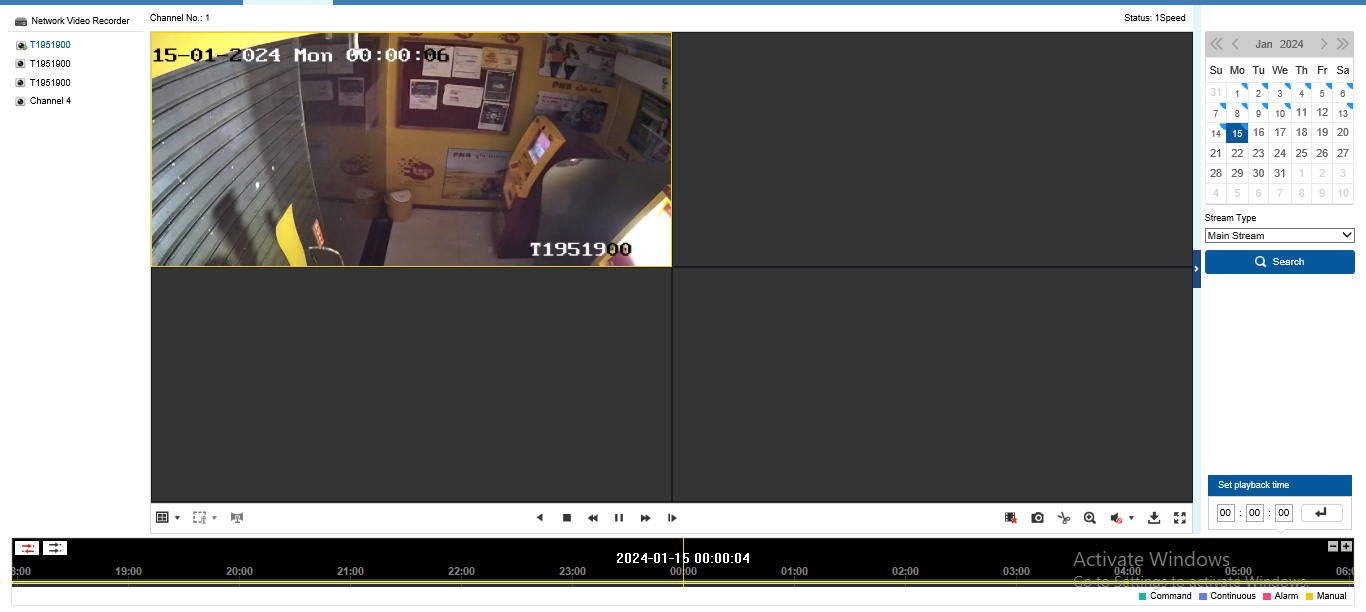 Network Video Recorder
T1951900
T1951900
T1951900
Channel 4
Channel No.: 1
Status: 1Speed
15-01-2024 Mon 00:00:06
PNB
PNB
T1951900
Jan 2024
Su Mo Tu We Th Fr Sa
31 1 2 3 4 5 6
7 8 9 10 11 12 13
14 15 16 17 18 19 20
21 22 23 24 25 26 27
28 29 30 31 1 2 3
4 5 6 7 8 9 10
Stream Type
Main Stream
Search
Set playback time
00 : 00 : 00
2024-01-15 00:00:04
8:00 19:00 20:00 21:00 22:00 23:00 00:00 01:00 02:00 03:00 04:00 05:00 06:0
Activate Windows
Go to Settings to activate Windows.
Command Continuous Alarm Manual